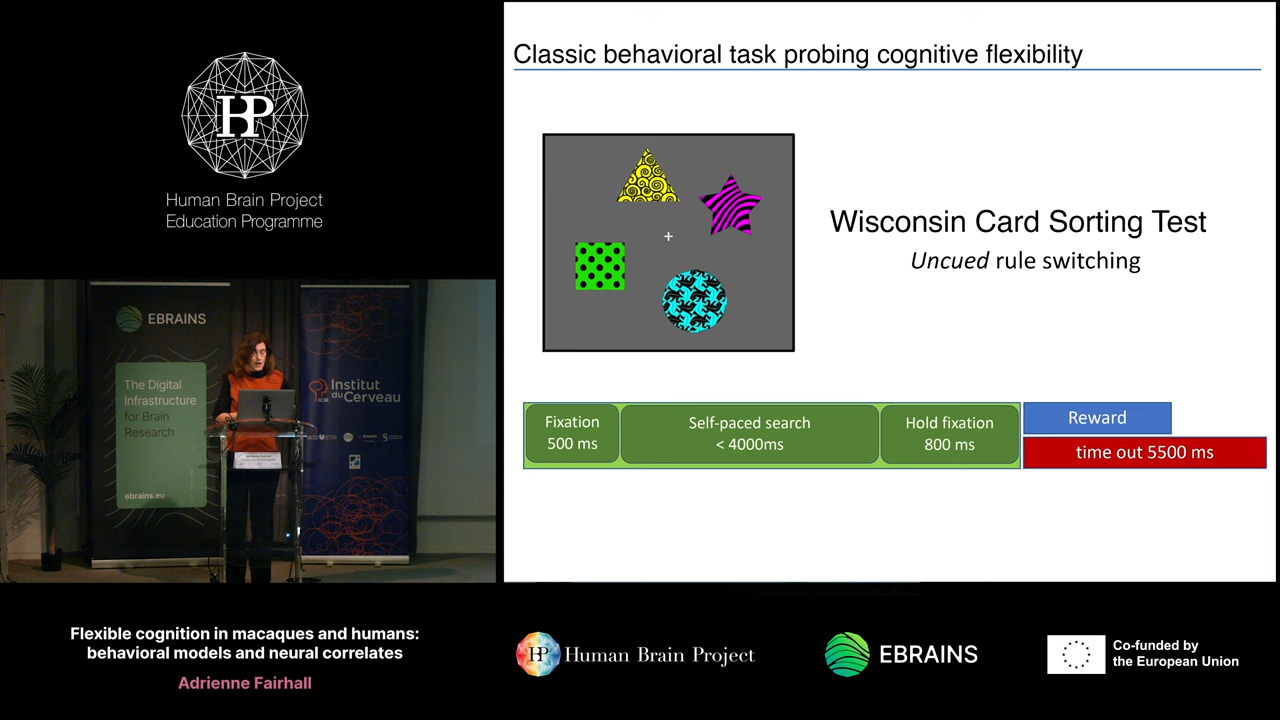 Classic behavioral task probing cognitive flexibility
HP
Human Brain Project
Education Programme
+
Wisconsin Card Sorting Test
Uncued rule switching
EBRAINS
The Digital
Infrastructure
for Brain
Research
ebrains.eu
ICM
Institut
du Cerveau
Fixation
500 ms
Self-paced search
< 4000ms
Hold fixation
800 ms
Reward
time out 5500 ms
Flexible cognition in macaques and humans:
behavioral models and neural correlates
Adrienne Fairhall
HP Human Brain Project
EBRAINS
Co-funded by
the European Union